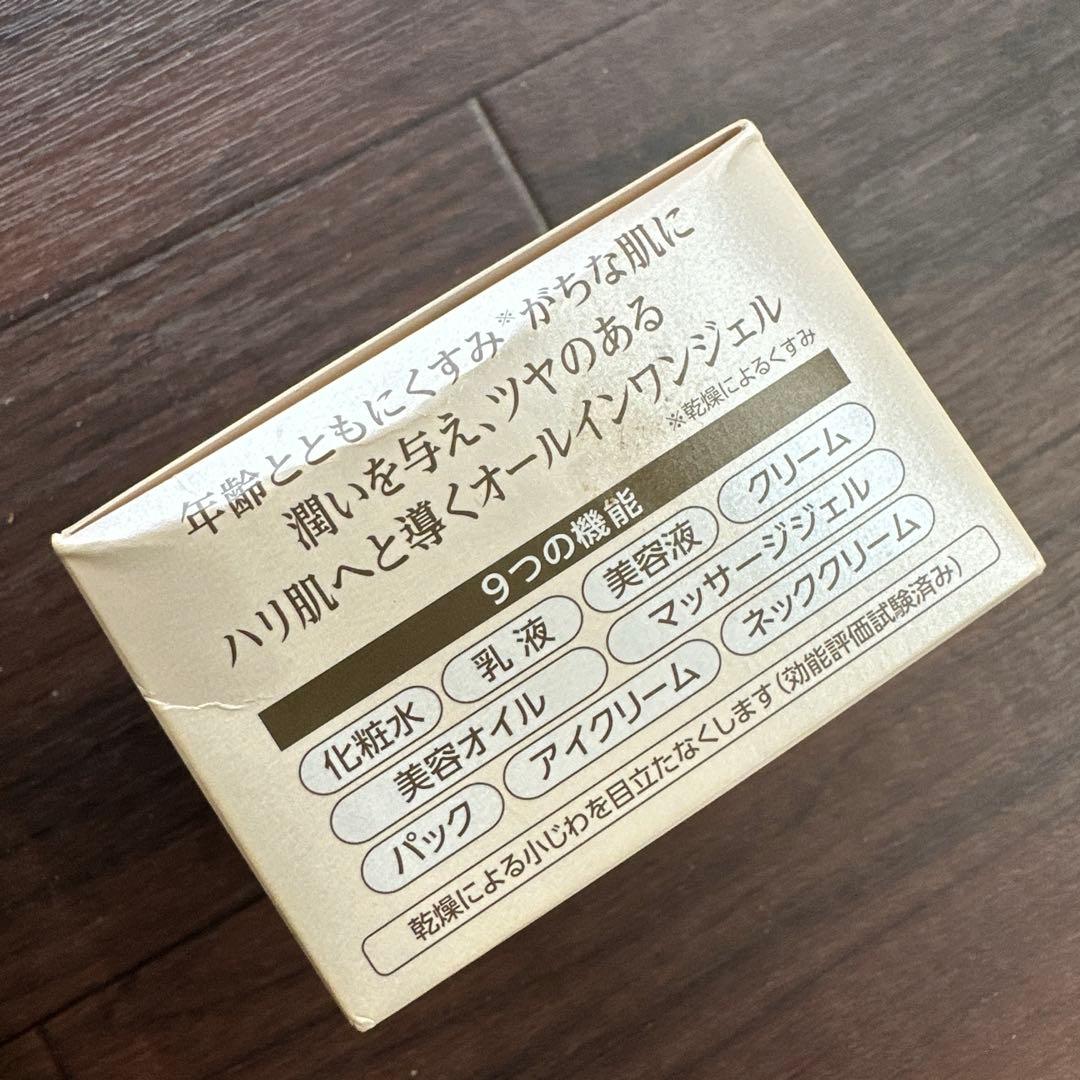 年齢とともにくすみ※がちな肌に
潤いを与え、ツヤのある
ハリ肌へと導くオールインワンジェル
※乾燥によるくすみ
9つの機能
化粧水 乳液 美容液 クリーム
美容オイル マッサージジェル
パック アイクリーム ネッククリーム
乾燥による小じわを目立たなくします(効能評価試験済み)